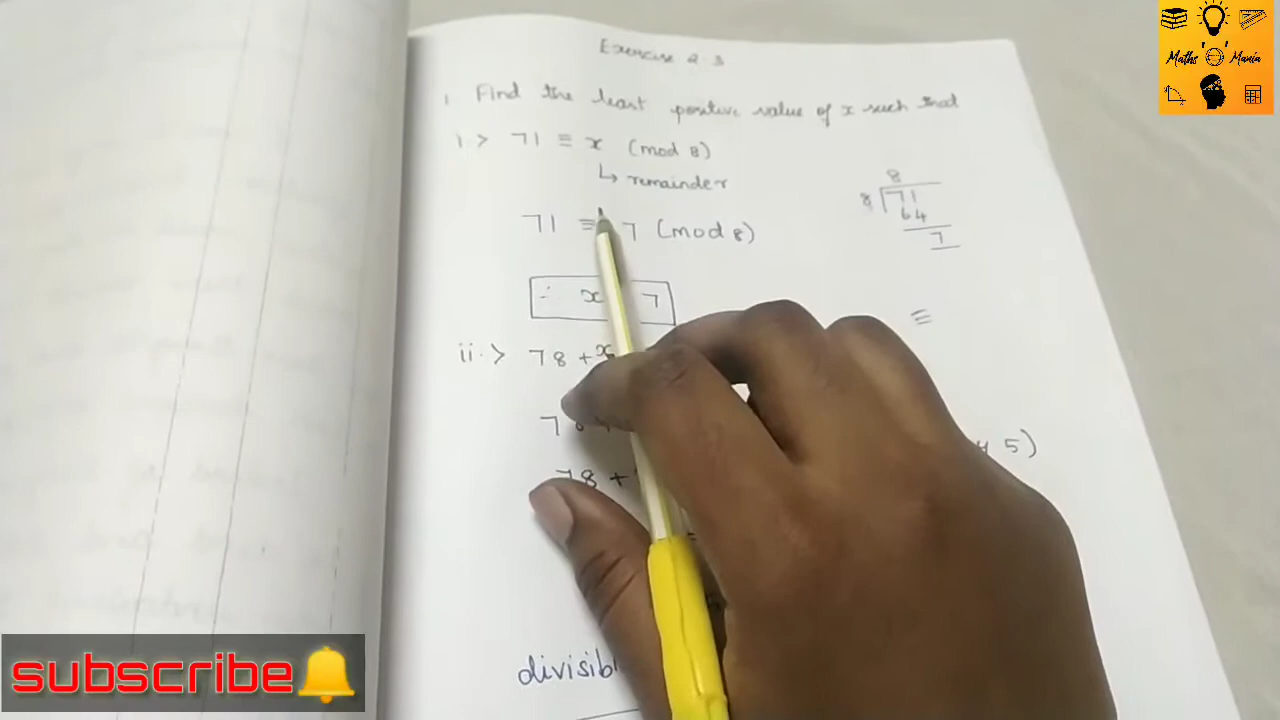 Exercise 2.3
1 Find the least positive value of x such that
i.> 71 ≡ x (mod 8)
↳ remainder
8
8 71
64
7
71 ≡ 7 (mod 8)
∴ x 7
≡
ii.> 78 + x
5)
78 +
Maths Mania
subscribe